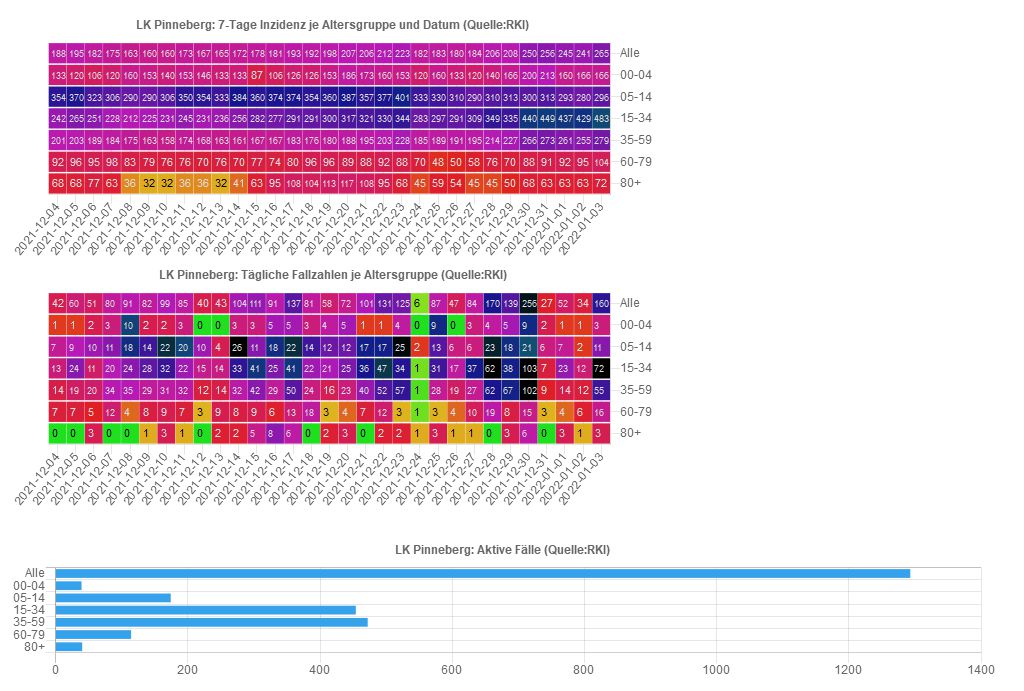 LK Pinneberg: 7-Tage Inzidenz je Altersgruppe und Datum (Quelle:RKI)
188 195 182 175 163 160 160 173 167 165 172 178 181 193 192 198 207 206 212 223 182 183 180 184 206 208 250 256 245 241 265 Alle
133 120 106 120 160 153 140 153 146 133 133 87 106 126 126 153 186 173 160 153 120 160 133 120 140 166 200 213 160 166 166 00-04
354 370 323 306 290 290 306 350 354 333 384 360 374 374 354 360 387 357 377 401 333 330 310 290 310 313 300 313 293 280 296 05-14
242 265 251 228 212 225 231 245 231 236 256 282 277 291 291 300 317 321 330 344 283 297 291 309 349 335 440 449 437 429 483 15-34
201 203 189 184 175 163 158 174 168 163 161 167 167 183 176 180 188 195 203 228 185 189 191 195 214 227 266 273 261 255 279 35-59
92 96 95 98 83 79 76 76 70 76 70 77 74 80 96 96 89 88 92 88 70 48 50 58 76 70 88 91 92 95 104 60-79
68 68 77 63 36 32 32 36 36 32 41 63 95 108 104 113 117 108 95 68 45 59 54 45 45 50 68 63 63 63 72 80+
2021-12-04 2021-12-05 2021-12-06 2021-12-07 2021-12-08 2021-12-09 2021-12-10 2021-12-11 2021-12-12 2021-12-13 2021-12-14 2021-12-15 2021-12-16 2021-12-17 2021-12-18 2021-12-19 2021-12-20 2021-12-21 2021-12-22 2021-12-23 2021-12-24 2021-12-25 2021-12-26 2021-12-27 2021-12-28 2021-12-29 2021-12-30 2021-12-31 2022-01-01 2022-01-02 2022-01-03
LK Pinneberg: Tägliche Fallzahlen je Altersgruppe (Quelle:RKI)
42 60 51 80 91 82 99 85 40 43 104 111 91 137 81 58 72 101 131 125 6 87 47 84 170 139 256 27 52 34 160 Alle
1 1 2 3 10 2 2 3 0 0 3 3 5 5 3 4 5 1 1 4 0 9 0 3 4 5 9 2 1 1 3 00-04
7 9 10 11 18 14 22 20 10 4 26 11 18 22 14 12 12 17 17 25 2 13 6 6 23 18 21 6 7 2 11 05-14
13 24 11 20 24 28 32 22 15 14 33 41 25 41 22 21 25 36 47 34 1 31 17 37 62 38 103 7 23 12 72 15-34
14 19 20 34 35 29 31 32 12 14 32 42 29 50 24 16 23 40 52 57 1 28 19 27 62 67 102 9 14 12 55 35-59
7 7 5 12 4 8 9 7 3 9 8 9 6 13 18 3 4 7 12 3 1 3 4 10 19 8 15 3 4 6 16 60-79
0 0 3 0 0 1 3 1 0 2 2 5 8 6 0 2 3 0 2 2 1 3 1 1 0 3 6 0 3 1 3 80+
2021-12-04 2021-12-05 2021-12-06 2021-12-07 2021-12-08 2021-12-09 2021-12-10 2021-12-11 2021-12-12 2021-12-13 2021-12-14 2021-12-15 2021-12-16 2021-12-17 2021-12-18 2021-12-19 2021-12-20 2021-12-21 2021-12-22 2021-12-23 2021-12-24 2021-12-25 2021-12-26 2021-12-27 2021-12-28 2021-12-29 2021-12-30 2021-12-31 2022-01-01 2022-01-02 2022-01-03
LK Pinneberg: Aktive Fälle (Quelle:RKI)
Alle
00-04
05-14
15-34
35-59
60-79
80+
0 200 400 600 800 1000 1200 1400